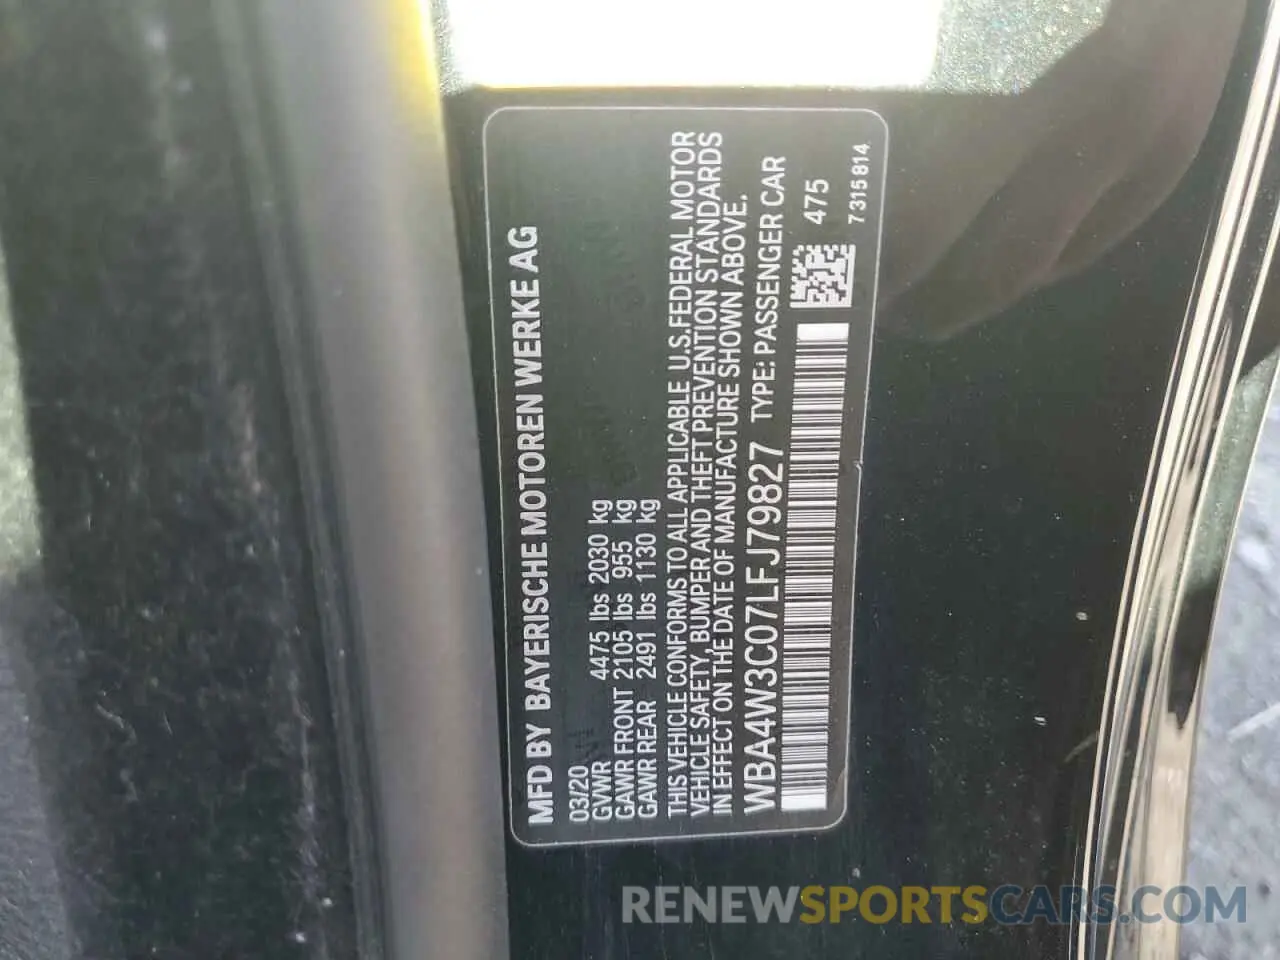 MFD BY BAYERISCHE MOTOREN WERKE AG
03/20
GVWR 4475 lbs 2030 kg
GAWR FRONT 2105 lbs 955 kg
GAWR REAR 2491 lbs 1130 kg
THIS VEHICLE CONFORMS TO ALL APPLICABLE U.S.FEDERAL MOTOR
VEHICLE SAFETY, BUMPER AND THEFT PREVENTION STANDARDS
IN EFFECT ON THE DATE OF MANUFACTURE SHOWN ABOVE.
WBA4W3C07LFJ79827 TYPE: PASSENGER CAR
475
7 315 814
RENEWSPORTSCARS.COM